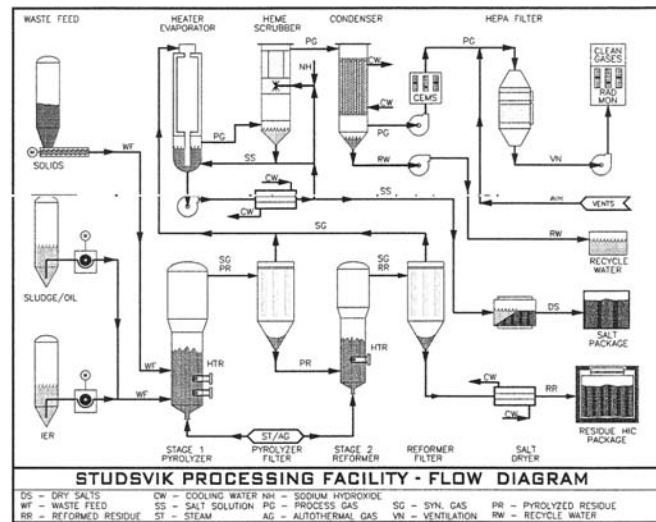 WASTE FEED HEATER EVAPORATOR HEME SCRUBBER CONDENSER HEPA FILTER
PG
PG
CW
NH
CEMS
CLEAN GASES
RAD MON
SOLIDS
WF
PG
CW
PG
SS
RW
VN
CW
SS
CW
VENTS
SG
RW
RECYCLE WATER
SLUDGE/OIL
SG PR
SG RR
DS
SALT PACKAGE
WF
HTR
PR
HTR
CW
RR
WF
IER
ST/AG
CW
RESIDUE HIC PACKAGE
STAGE 1 PYROLYZER
PYROLYZER FILTER
STAGE 2 REFORMER
REFORMER FILTER
SALT DRYER
STUDSVIK PROCESSING FACILITY - FLOW DIAGRAM
DS - DRY SALTS CW - COOLING WATER NH - SODIUM HYDROXIDE
WF - WASTE FEED SS - SALT SOLUTION PG - PROCESS GAS SG - SYN. GAS PR - PYROLYZED RESIDUE
RR - REFORMED RESIDUE ST - STEAM AG - AUTOTHERMAL GAS VN - VENTILATION RW - RECYCLE WATER